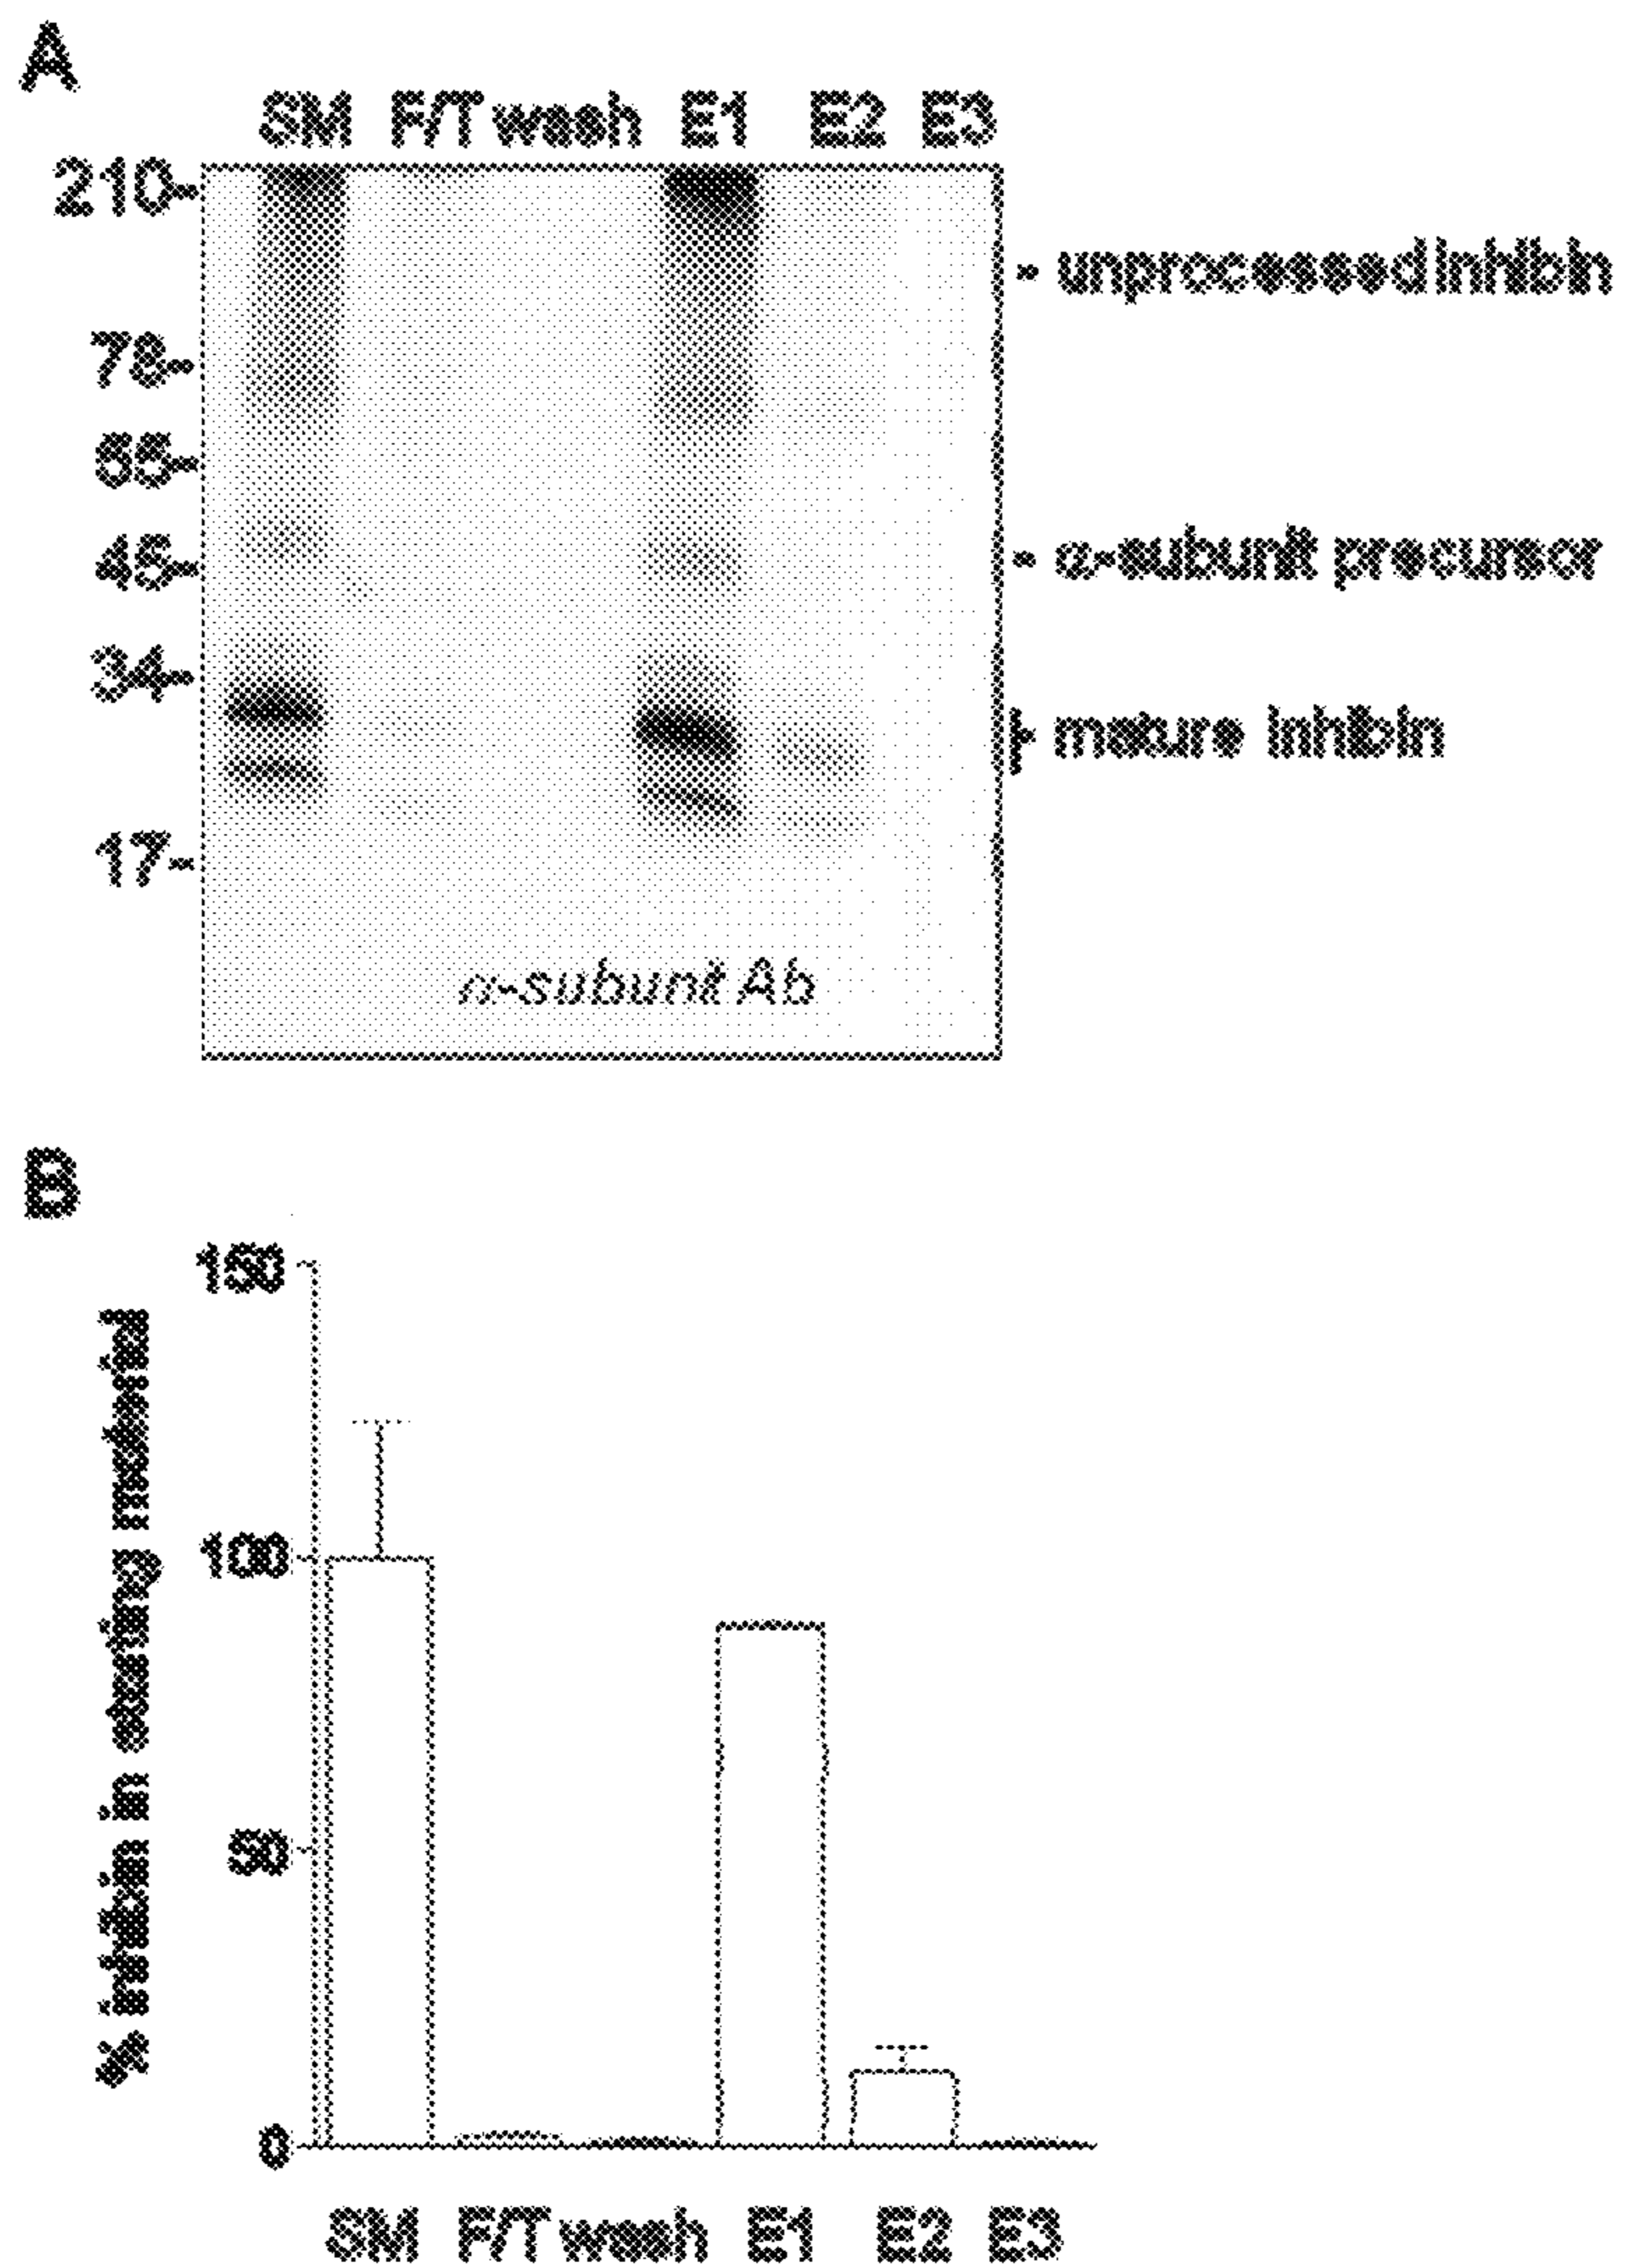 A
SM F/T wash E1 E2 E3
210-
- unprocessed inhibin
78-
55-
45-
- α-subunit precursor
34-
mature inhibin
17-
α-subunit Ab
B
% inhibin in starting material
150
100
50
0
SM F/T wash E1 E2 E3